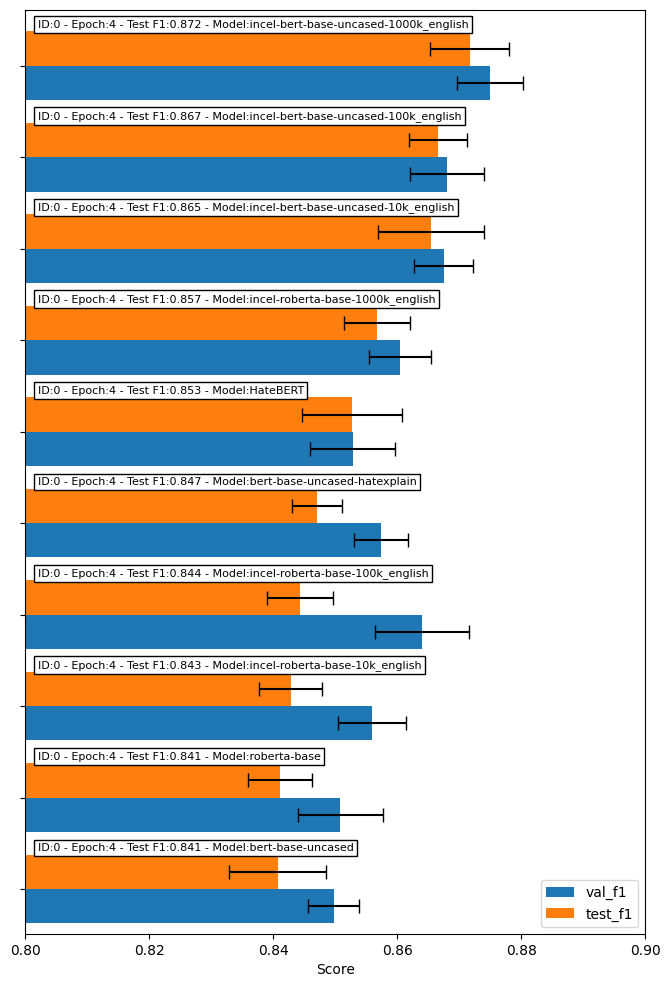 ID:0 - Epoch:4 - Test F1:0.872 - Model:incel-bert-base-uncased-1000k_english
ID:0 - Epoch:4 - Test F1:0.867 - Model:incel-bert-base-uncased-100k_english
ID:0 - Epoch:4 - Test F1:0.865 - Model:incel-bert-base-uncased-10k_english
ID:0 - Epoch:4 - Test F1:0.857 - Model:incel-roberta-base-1000k_english
ID:0 - Epoch:4 - Test F1:0.853 - Model:HateBERT
ID:0 - Epoch:4 - Test F1:0.847 - Model:bert-base-uncased-hatexplain
ID:0 - Epoch:4 - Test F1:0.844 - Model:incel-roberta-base-100k_english
ID:0 - Epoch:4 - Test F1:0.843 - Model:incel-roberta-base-10k_english
ID:0 - Epoch:4 - Test F1:0.841 - Model:roberta-base
ID:0 - Epoch:4 - Test F1:0.841 - Model:bert-base-uncased
val_f1
test_f1
0.80 0.82 0.84 0.86 0.88 0.90
Score